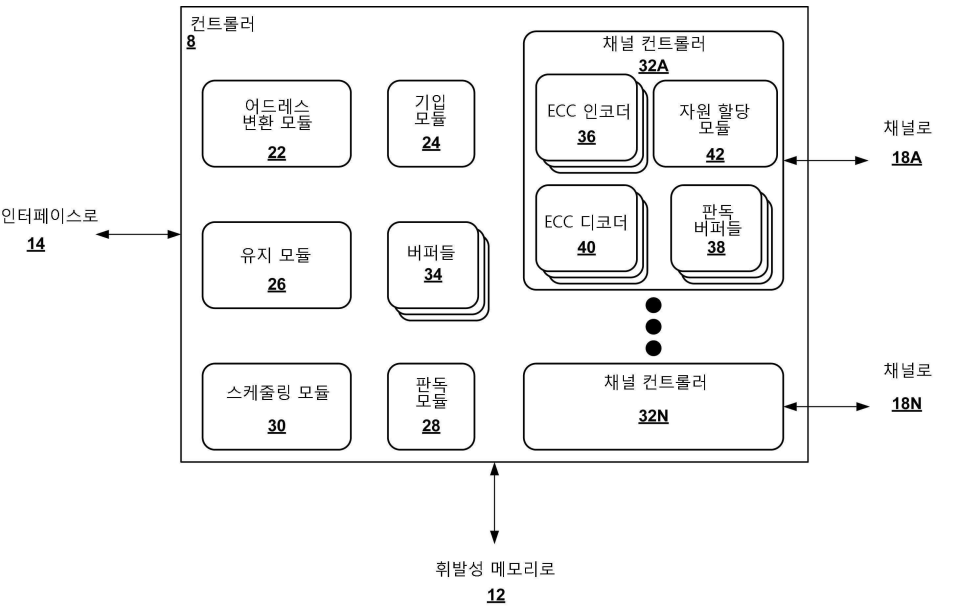 컨트롤러
8
채널 컨트롤러
32A
어드레스
변환 모듈
22
기입
모듈
24
ECC 인코더
36
자원 할당
모듈
42
채널로
18A
인터페이스로
14
유지 모듈
26
버퍼들
34
ECC 디코더
40
판독
버퍼들
38
스케줄링 모듈
30
판독
모듈
28
채널 컨트롤러
32N
채널로
18N
휘발성 메모리로
12